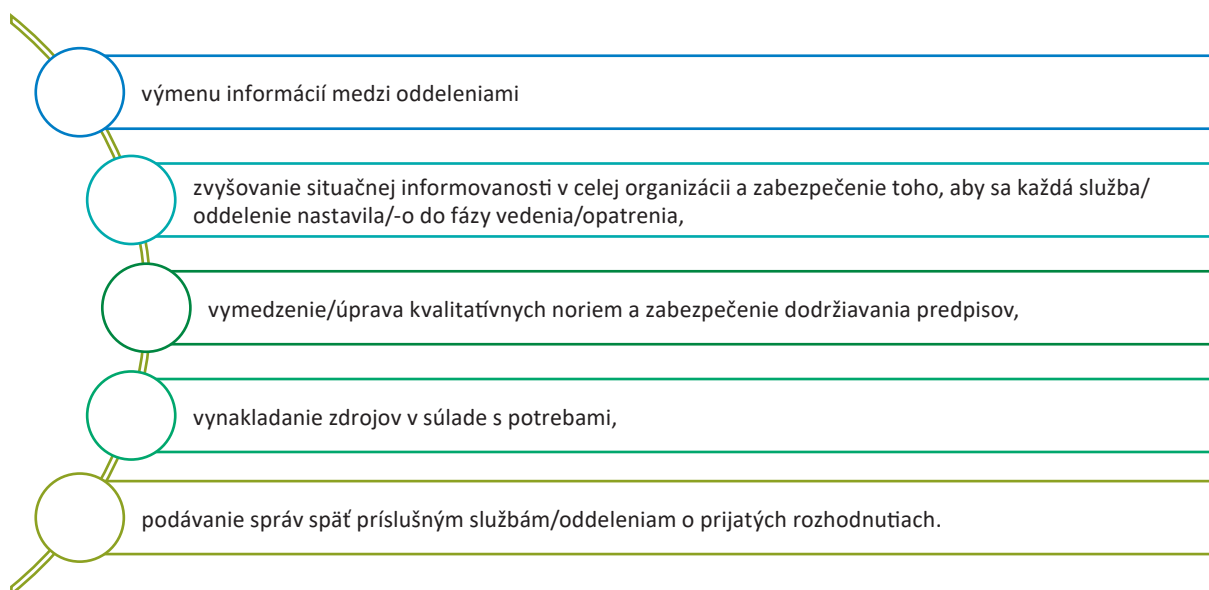 výmenu informácií medzi oddeleniami
zvyšovanie situačnej informovanosti v celej organizácii a zabezpečenie toho, aby sa každá služba/
oddelenie nastavila/-o do fázy vedenia/opatrenia,
vymedzenie/úprava kvalitatívnych noriem a zabezpečenie dodržiavania predpisov,
vynakladanie zdrojov v súlade s potrebami,
podávanie správ späť príslušným službám/oddeleniam o prijatých rozhodnutiach.